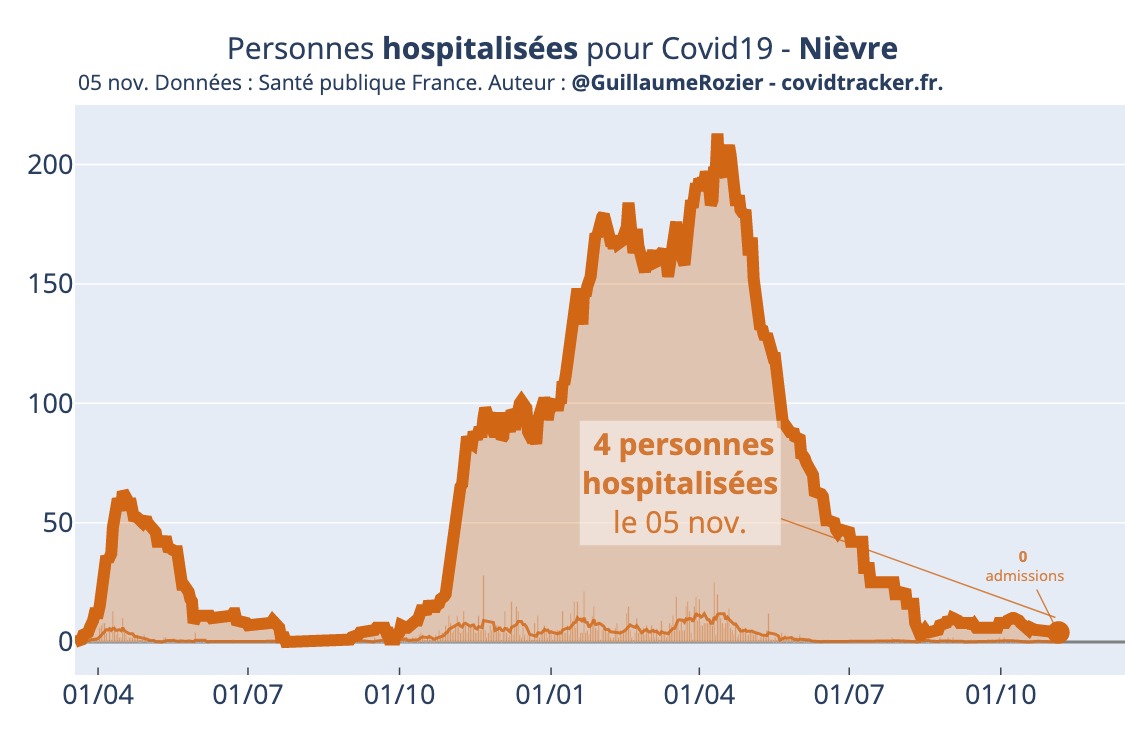 Personnes hospitalisées pour Covid19 - Nièvre
05 nov. Données : Santé publique France. Auteur : @GuillaumeRozier - covidtracker.fr.
200
150
100
50
0
4 personnes
hospitalisées
le 05 nov.
0
admissions
01/04
01/07
01/10
01/01
01/04
01/07
01/10